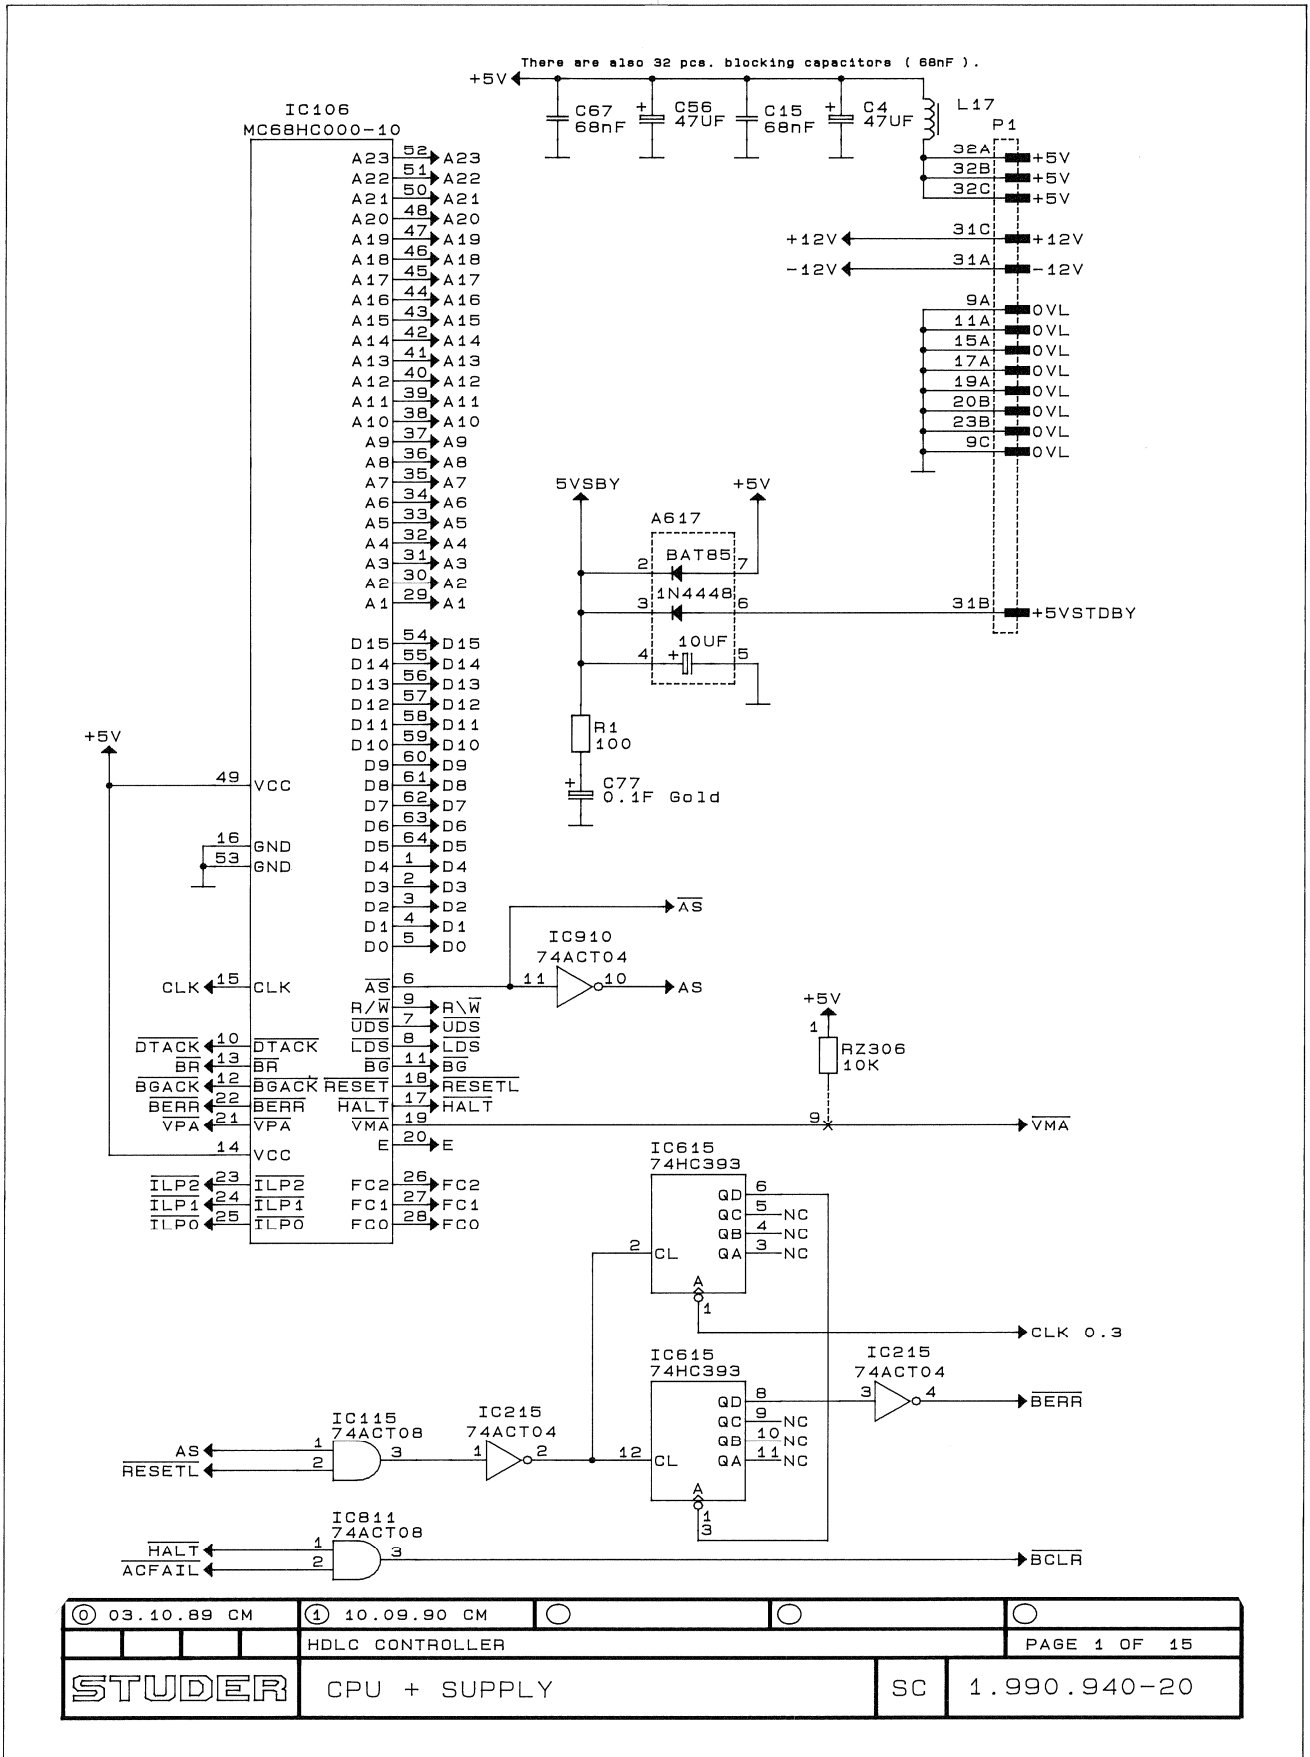 There are also 32 pcs. blocking capacitors ( 68nF ).
+5V
C67 68nF
C56 47UF
C15 68nF
C4 47UF
L17
P1
IC106
MC68HC000-10
A23 52 A23
A22 51 A22
A21 50 A21
A20 48 A20
A19 47 A19
A18 46 A18
A17 45 A17
A16 44 A16
A15 43 A15
A14 42 A14
A13 41 A13
A12 40 A12
A11 39 A11
A10 38 A10
A9 37 A9
A8 36 A8
A7 35 A7
A6 34 A6
A5 33 A5
A4 32 A4
A3 31 A3
A2 30 A2
A1 29 A1
D15 54 D15
D14 55 D14
D13 56 D13
D12 57 D12
D11 58 D11
D10 59 D10
D9 60 D9
D8 61 D8
D7 62 D7
D6 63 D6
D5 64 D5
D4 1 D4
D3 2 D3
D2 3 D2
D1 4 D1
D0 5 D0
+5V
49 VCC
16 GND
53 GND
CLK 15 CLK
AS 6
R/W 9 R\W
UDS 7 UDS
DTACK 10 DTACK LDS 8 LDS
BR 13 BR BG 11 BG
BGACK 12 BGACK RESET 18 RESETL
BERR 22 BERR HALT 17 HALT
VPA 21 VPA VMA 19
E 20 E
14 VCC
ILP2 23 ILP2 FC2 26 FC2
ILP1 24 ILP1 FC1 27 FC1
ILP0 25 ILP0 FC0 28 FC0
32A +5V
32B +5V
32C +5V
+12V 31C +12V
-12V 31A -12V
9A 0VL
11A 0VL
15A 0VL
17A 0VL
19A 0VL
20B 0VL
23B 0VL
9C 0VL
5VSBY
+5V
A617
2 BAT85 7
3 1N4448 6 31B +5VSTDBY
4 + 10UF 5
R1
100
+ C77
0.1F Gold
AS
IC910
74ACT04
11 10 AS
+5V
1
RZ306
10K
9 VMA
IC615
74HC393
2 CL
QD 6
QC 5 NC
QB 4 NC
QA 3 NC
A
1
CLK 0.3
IC615
74HC393
12 CL
QD 8
QC 9 NC
QB 10 NC
QA 11 NC
A
1
3
IC215
74ACT04
3 4 BERR
IC115
74ACT08
AS 1
RESETL 2
3
IC215
74ACT04
1 2
IC811
74ACT08
HALT 1
ACFAIL 2
3 BCLR
0 03.10.89 CM
1 10.09.90 CM
HDLC CONTROLLER
PAGE 1 OF 15
STUDER
CPU + SUPPLY
SC
1.990.940-20